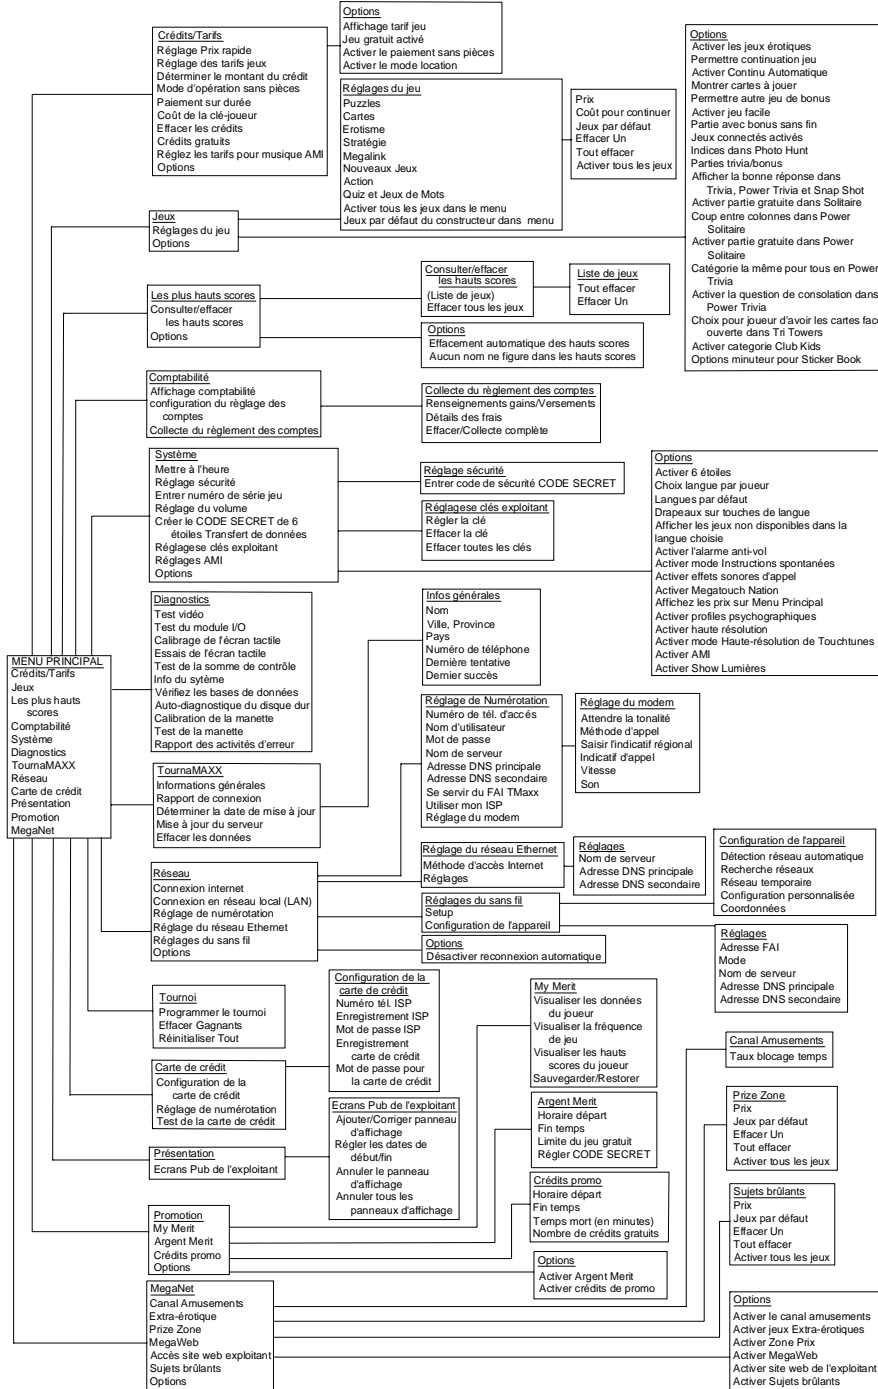 Crédits/Tarifs
Réglage Prix rapide
Réglage des tarifs jeux
Déterminer le montant du crédit
Mode d'opération sans pièces
Paiement sur durée
Coût de la clé-joueur
Effacer les crédits
Crédits gratuits
Réglez les tarifs pour musique AMI
Options
Options
Affichage tarif jeu
Jeu gratuit activé
Activer le paiement sans pièces
Activer le mode location
Réglages du jeu
Puzzles
Cartes
Erotisme
Stratégie
Megalink
Nouveaux Jeux
Action
Quiz et Jeux de Mots
Activer tous les jeux dans le menu
Jeux par défaut du constructeur dans menu
Prix
Coût pour continuer
Jeux par défaut
Effacer Un
Tout effacer
Activer tous les jeux
Options
Activer les jeux érotiques
Permettre continuation jeu
Activer Continu Automatique
Montrer cartes à jouer
Permettre autre jeu de bonus
Activer jeu facile
Partie avec bonus sans fin
Jeux connectés activés
Indices dans Photo Hunt
Parties trivia/bonus
Afficher la bonne réponse dans
Trivia, Power Trivia et Snap Shot
Activer partie gratuite dans Solitaire
Coup entre colonnes dans Power
Solitaire
Activer partie gratuite dans Power
Solitaire
Catégorie la même pour tous en Power
Trivia
Activer la question de consolation dans
Power Trivia
Choix pour joueur d'avoir les cartes face
ouverte dans Tri Towers
Activer categorie Club Kids
Options minuteur pour Sticker Book
Jeux
Réglages du jeu
Options
Les plus hauts scores
Consulter/effacer
les hauts scores
Options
Consulter/effacer
les hauts scores
(Liste de jeux)
Effacer tous les jeux
Liste de jeux
Tout effacer
Effacer Un
Options
Effacement automatique des hauts scores
Aucun nom ne figure dans les hauts scores
Comptabilité
Affichage comptabilité
configuration du règlage des
comptes
Collecte du règlement des comptes
Collecte du règlement des comptes
Renseignements gains/Versements
Détails des frais
Effacer/Collecte complète
Système
Mettre à l'heure
Réglage sécurité
Entrer numéro de série jeu
Réglage du volume
Créer le CODE SECRET de 6
étoiles Transfert de données
Réglagese clés exploitant
Réglages AMI
Options
Réglage sécurité
Entrer code de sécurité CODE SECRET
Réglagese clés exploitant
Régler la clé
Effacer la clé
Effacer toutes les clés
Options
Activer 6 étoiles
Choix langue par joueur
Langues par défaut
Drapeaux sur touches de langue
Afficher les jeux non disponibles dans la
langue choisie
Activer l'alarme anti-vol
Activer mode Instructions spontanées
Activer effets sonores d'appel
Activer Megatouch Nation
Affichez les prix sur Menu Principal
Activer profiles psychographiques
Activer haute résolution
Activer mode Haute-résolution de Touchtunes
Activer AMI
Activer Show Lumières
Diagnostics
Test vidéo
Test du module I/O
Calibrage de l'écran tactile
Essais de l'écran tactile
Test de la somme de contrôle
Info du sytème
Vérifiez les bases de données
Auto-diagnostique du disque dur
Calibration de la manette
Test de la manette
Rapport des activités d'erreur
MENU PRINCIPAL
Crédits/Tarifs
Jeux
Les plus hauts
scores
Comptabilité
Système
Diagnostics
TournaMAXX
Réseau
Carte de crédit
Présentation
Promotion
MegaNet
Infos générales
Nom
Ville, Province
Pays
Numéro de téléphone
Dernière tentative
Dernier succès
TournaMAXX
Informations générales
Rapport de connexion
Déterminer la date de mise à jour
Mise à jour du serveur
Effacer les données
Réglage de Numérotation
Numéro de tél. d'accés
Nom d'utilisateur
Mot de passe
Nom de serveur
Adresse DNS principale
Adresse DNS secondaire
Se servir du FAI TMaxx
Utiliser mon ISP
Réglage du modem
Réglage du modem
Attendre la tonalité
Méthode d'appel
Saisir l'indicatif régional
Indicatif d'appel
Vitesse
Son
Réseau
Connexion internet
Connexion en réseau local (LAN)
Réglage de numérotation
Réglage du réseau Ethernet
Réglages du sans fil
Options
Réglage du réseau Ethernet
Méthode d'accès Internet
Réglages
Réglages
Nom de serveur
Adresse DNS principale
Adresse DNS secondaire
Configuration de l'appareil
Détection réseau automatique
Recherche réseaux
Réseau temporaire
Configuration personnalisée
Coordonnées
Réglages du sans fil
Setup
Configuration de l'appareil
Options
Désactiver reconnexion automatique
Réglages
Adresse FAI
Mode
Nom de serveur
Adresse DNS principale
Adresse DNS secondaire
Tournoi
Programmer le tournoi
Effacer Gagnants
Réinitialiser Tout
Configuration de la
carte de crédit
Numéro tél. ISP
Enregistrement ISP
Mot de passe ISP
Enregistrement
carte de crédit
Mot de passe pour
la carte de crédit
My Merit
Visualiser les données
du joueur
Visualiser la fréquence
de jeu
Visualiser les hauts
scores du joueur
Sauvegarder/Restorer
Canal Amusements
Taux blocage temps
Carte de crédit
Configuration de la
carte de crédit
Réglage de numérotation
Test de la carte de crédit
Ecrans Pub de l'exploitant
Ajouter/Corriger panneau
d'affichage
Régler les dates de
début/fin
Annuler le panneau
d'affichage
Annuler tous les
panneaux d'affichage
Argent Merit
Horaire départ
Fin temps
Limite du jeu gratuit
Régler CODE SECRET
Prize Zone
Prix
Jeux par défaut
Effacer Un
Tout effacer
Activer tous les jeux
Présentation
Ecrans Pub de l'exploitant
Crédits promo
Horaire départ
Fin temps
Temps mort (en minutes)
Nombre de crédits gratuits
Sujets brûlants
Prix
Jeux par défaut
Effacer Un
Tout effacer
Activer tous les jeux
Promotion
My Merit
Argent Merit
Crédits promo
Options
Options
Activer Argent Merit
Activer crédits de promo
MegaNet
Canal Amusements
Extra-érotique
Prize Zone
MegaWeb
Accès site web exploitant
Sujets brûlants
Options
Options
Activer le canal amusements
Activer jeux Extra-érotiques
Activer Zone Prix
Activer MegaWeb
Activer site web de l'exploitant
Activer Sujets brûlants